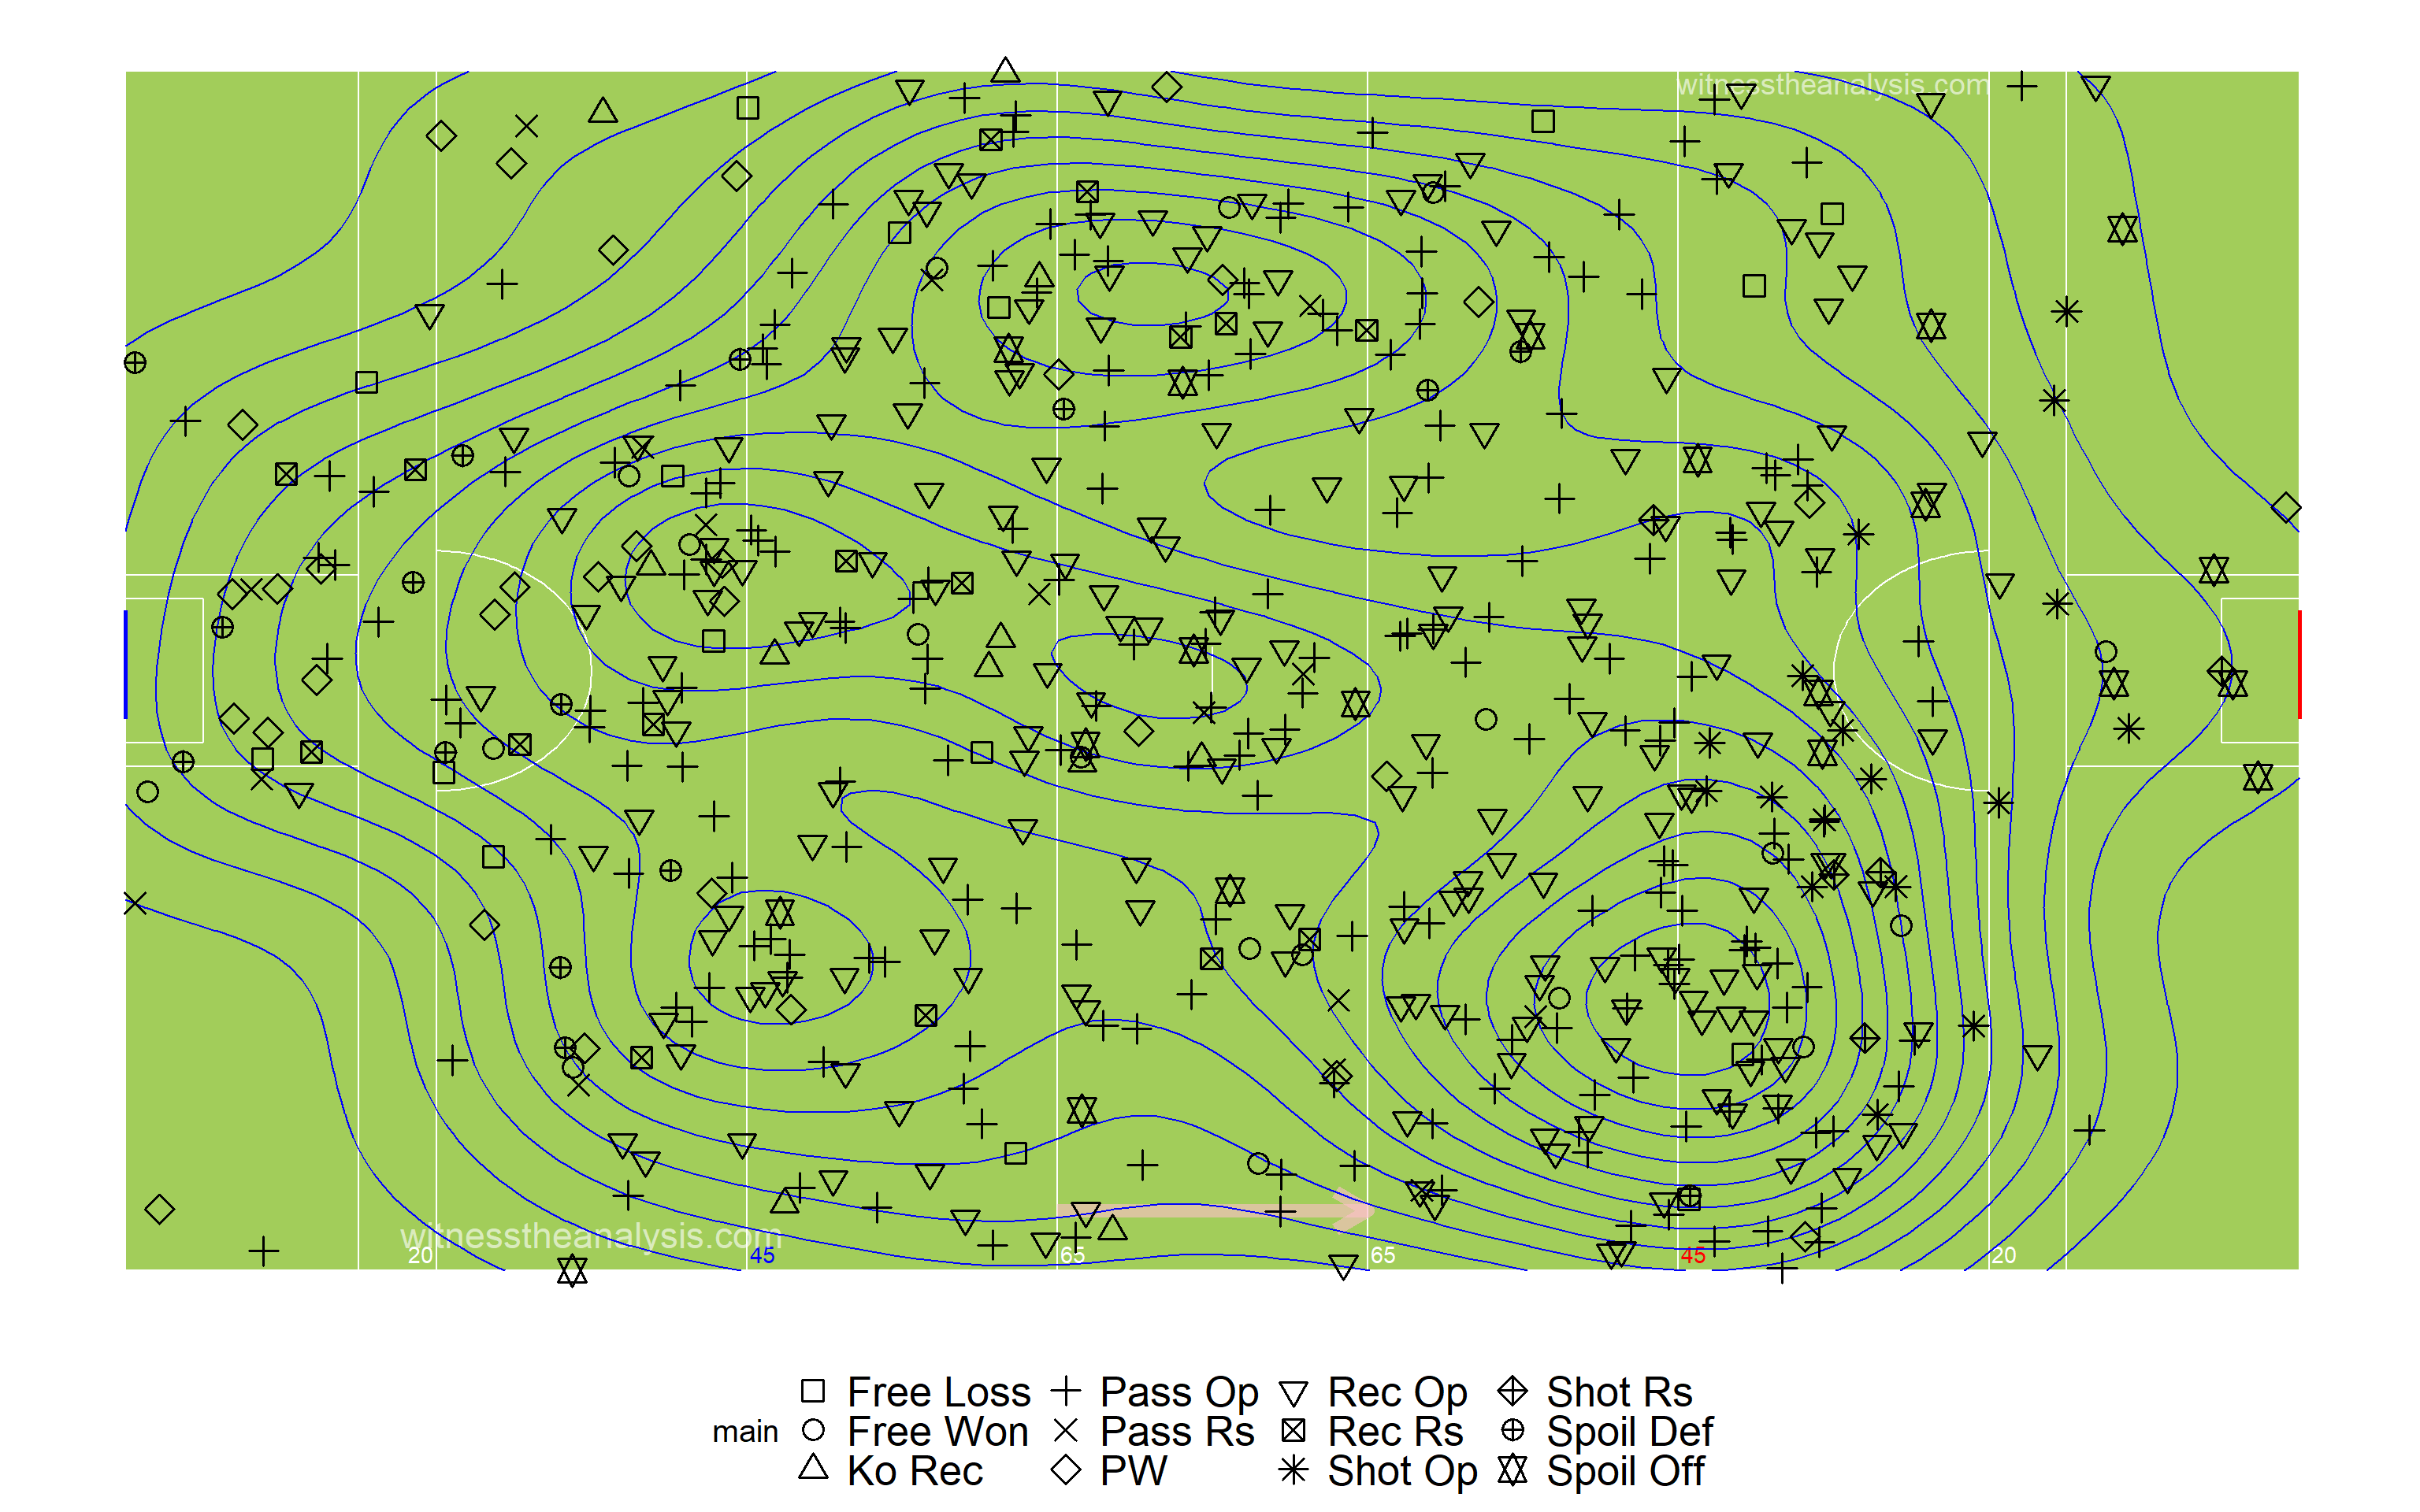 witnesstheanalysis.com
witnesstheanalysis.com
20 45 65 65 45 20
Free Loss Pass Op Rec Op Shot Rs
main Free Won Pass Rs Rec Rs Spoil Def
Ko Rec PW Shot Op Spoil Off